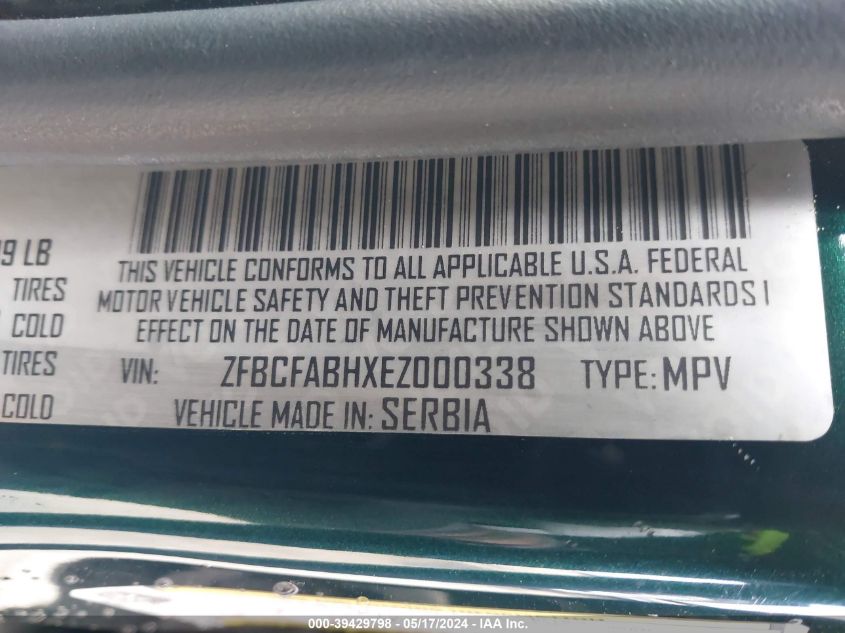 9 LB
TIRES
COLD
TIRES
COLD
THIS VEHICLE CONFORMS TO ALL APPLICABLE U.S.A. FEDERAL
MOTOR VEHICLE SAFETY AND THEFT PREVENTION STANDARDS I
EFFECT ON THE DATE OF MANUFACTURE SHOWN ABOVE
VIN: ZFBCFABHXEZ000338 TYPE: MPV
VEHICLE MADE IN: SERBIA
000-39429798 - 05/17/2024 - IAA Inc.